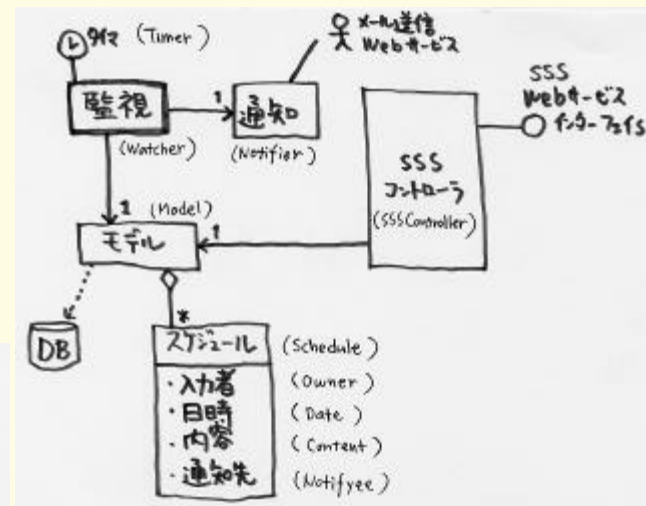 タイマ (Timer)
メール送信
Webサービス
監視
1
通知
(Watcher)
(Notifier)
SSS
Webサービス
インターフェイス
SSS
コントローラ
(SSSController)
1
(Model)
1
モデル
DB
*
スケジュール (Schedule)
・入力者 (Owner)
・日時 (Date)
・内容 (Content)
・通知先 (Notifyee)